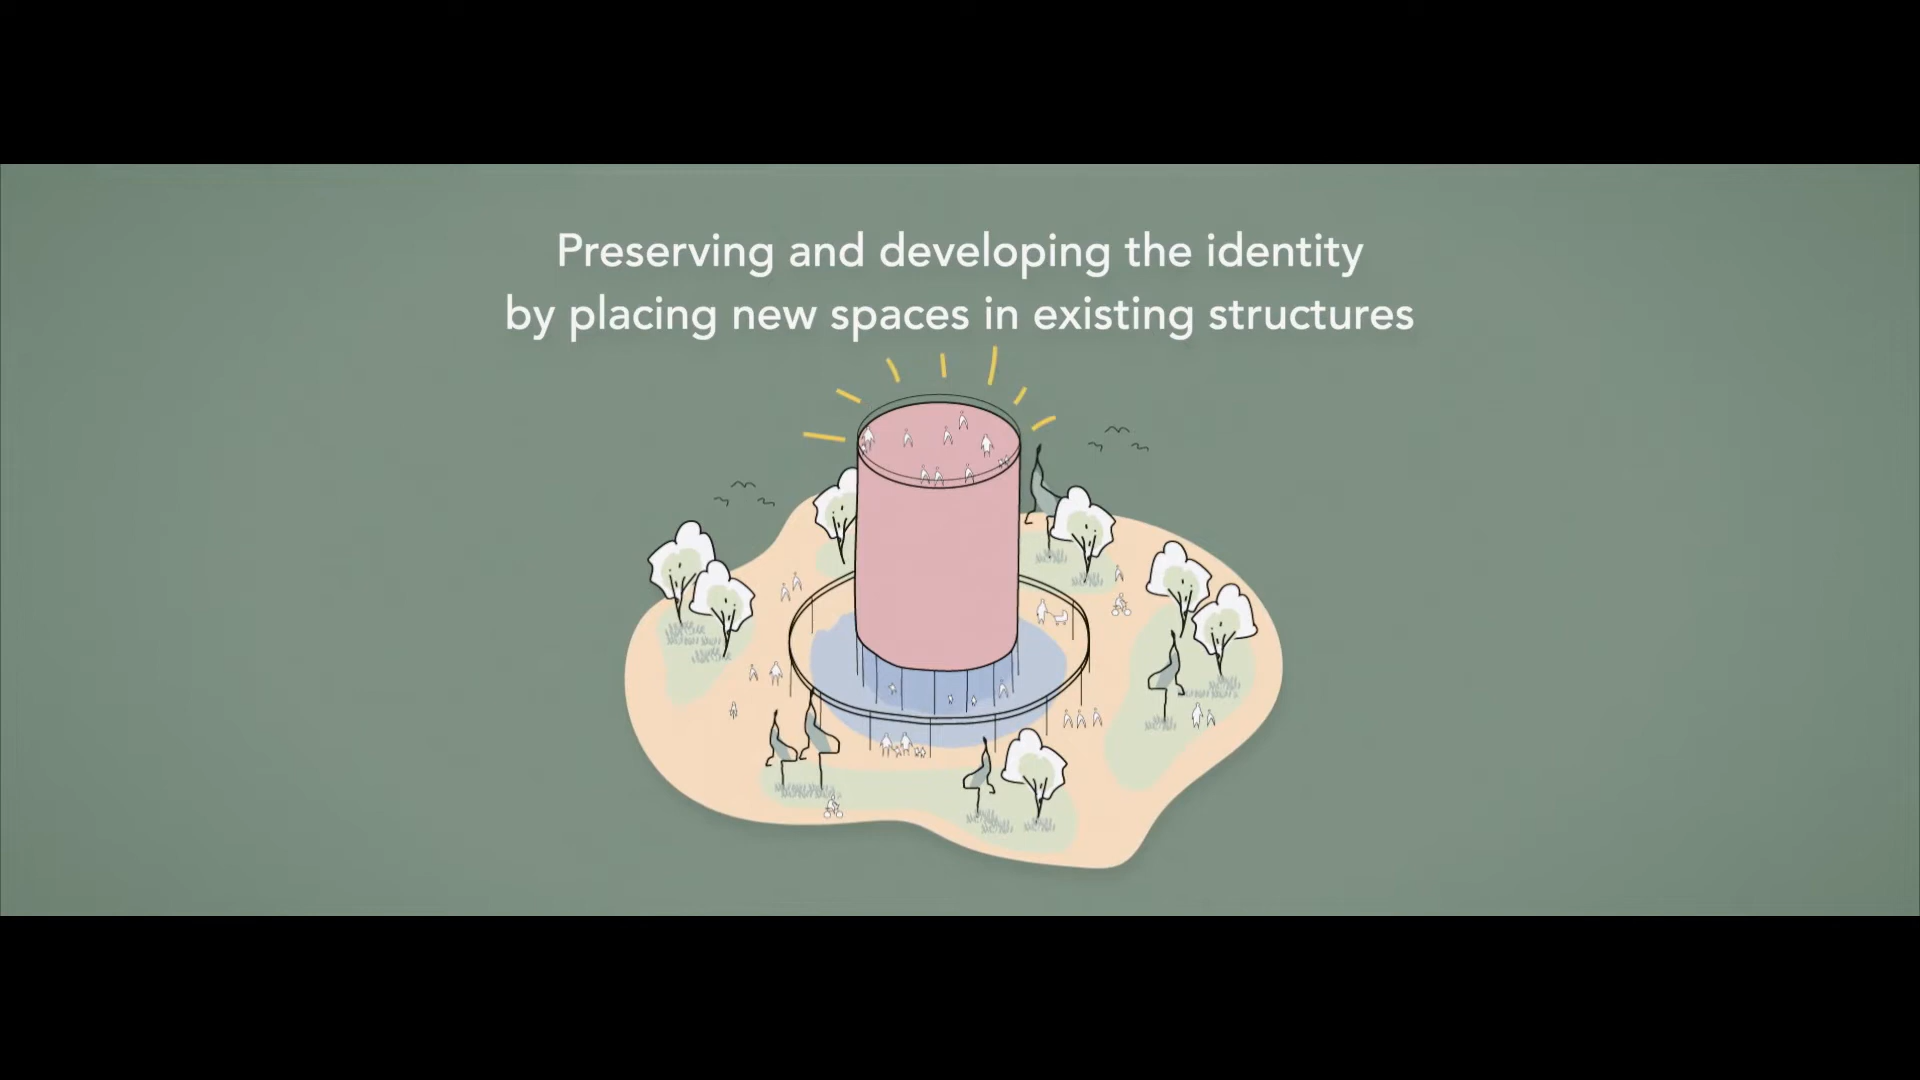 Preserving and developing the identity
by placing new spaces in existing structures